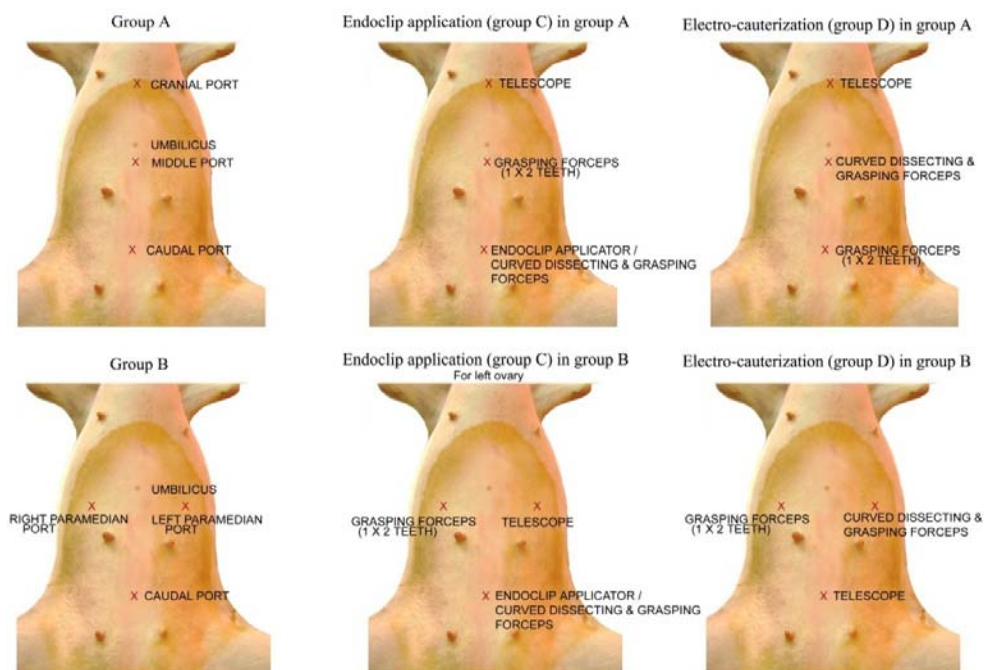 Group A
CRANIAL PORT
UMBILICUS
MIDDLE PORT
CAUDAL PORT
Endoclip application (group C) in group A
TELESCOPE
GRASPING FORCEPS
(1 X 2 TEETH)
ENDOCLIP APPLICATOR /
CURVED DISSECTING & GRASPING
FORCEPS
Electro-cauterization (group D) in group A
TELESCOPE
CURVED DISSECTING &
GRASPING FORCEPS
GRASPING FORCEPS
(1 X 2 TEETH)
Group B
UMBILICUS
RIGHT PARAMEDIAN
PORT
LEFT PARAMEDIAN
PORT
CAUDAL PORT
Endoclip application (group C) in group B
For left ovary
GRASPING FORCEPS
(1 X 2 TEETH)
TELESCOPE
ENDOCLIP APPLICATOR /
CURVED DISSECTING & GRASPING
FORCEPS
Electro-cauterization (group D) in group B
GRASPING FORCEPS
(1 X 2 TEETH)
CURVED DISSECTING &
GRASPING FORCEPS
TELESCOPE